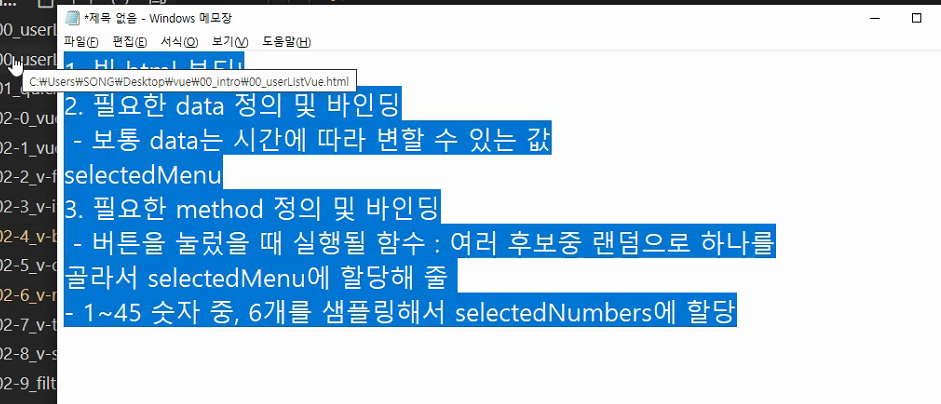 *제목 없음 - Windows 메모장
파일(F) 편집(E) 서식(O) 보기(V) 도움말(H)
00_userL
00_userL
C:₩Users₩SONG₩Desktop₩vue₩00_intro₩00_userListVue.html
2. 필요한 data 정의 및 바인딩
- 보통 data는 시간에 따라 변할 수 있는 값
selectedMenu
3. 필요한 method 정의 및 바인딩
- 버튼을 눌렀을 때 실행될 함수 : 여러 후보중 랜덤으로 하나를
골라서 selectedMenu에 할당해 줄
- 1~45 숫자 중, 6개를 샘플링해서 selectedNumbers에 할당
01_quick
02-0_vue
02-1_vue
02-2_v-f
02-3_v-i
02-4_v-b
02-5_v-c
02-6_v-r
02-7_v-t
02-8_v-s
02-9_filt